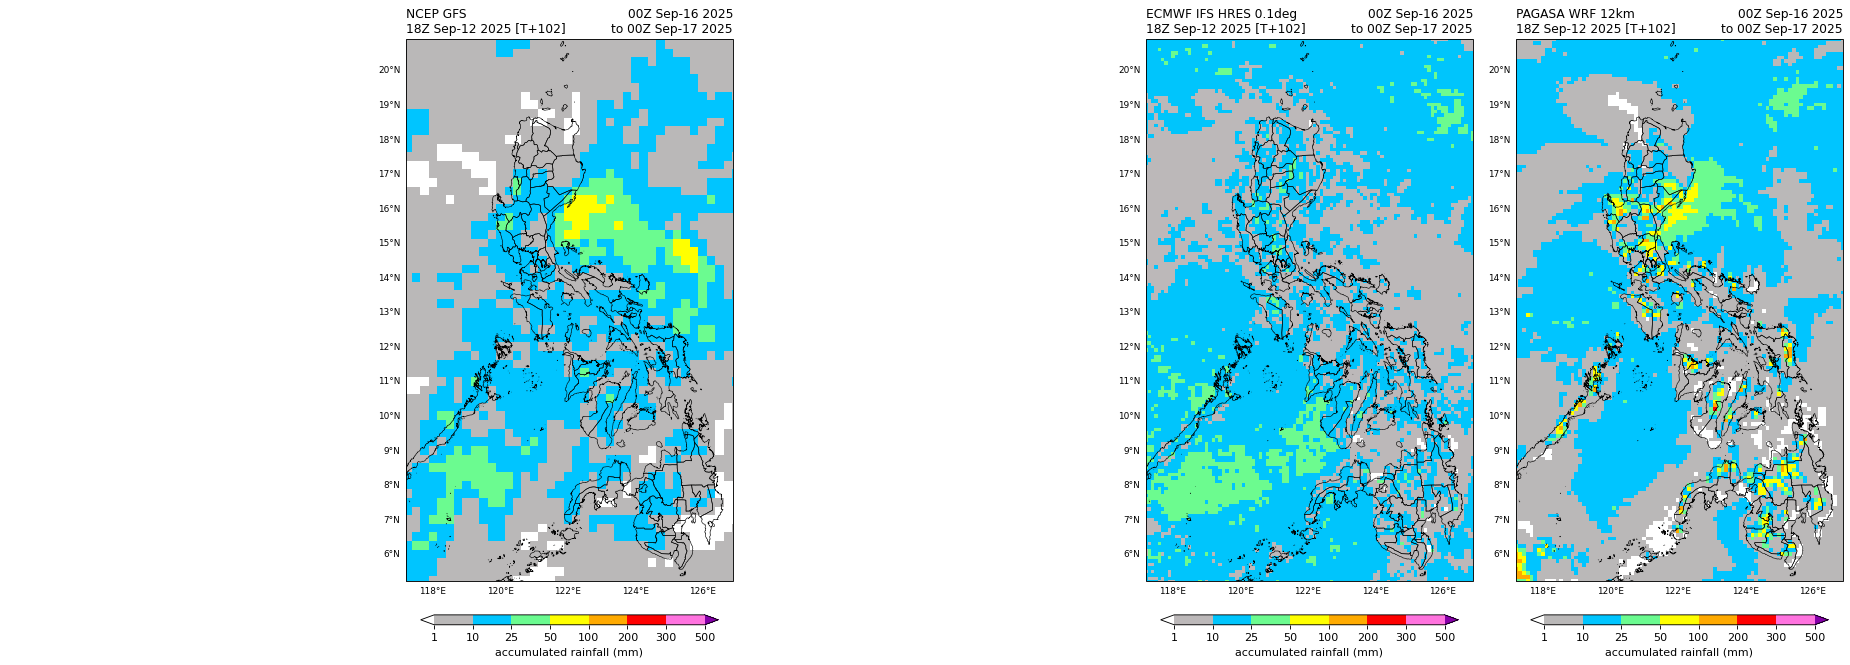 NCEP GFS 00Z Sep-16 2025
18Z Sep-12 2025 [T+102] to 00Z Sep-17 2025
20°N
19°N
18°N
17°N
16°N
15°N
14°N
13°N
12°N
11°N
10°N
9°N
8°N
7°N
6°N
118°E 120°E 122°E 124°E 126°E
1 10 25 50 100 200 300 500
accumulated rainfall (mm)
ECMWF IFS HRES 0.1deg 00Z Sep-16 2025
18Z Sep-12 2025 [T+102] to 00Z Sep-17 2025
20°N
19°N
18°N
17°N
16°N
15°N
14°N
13°N
12°N
11°N
10°N
9°N
8°N
7°N
6°N
118°E 120°E 122°E 124°E 126°E
1 10 25 50 100 200 300 500
accumulated rainfall (mm)
PAGASA WRF 12km 00Z Sep-16 2025
18Z Sep-12 2025 [T+102] to 00Z Sep-17 2025
20°N
19°N
18°N
17°N
16°N
15°N
14°N
13°N
12°N
11°N
10°N
9°N
8°N
7°N
6°N
118°E 120°E 122°E 124°E 126°E
1 10 25 50 100 200 300 500
accumulated rainfall (mm)